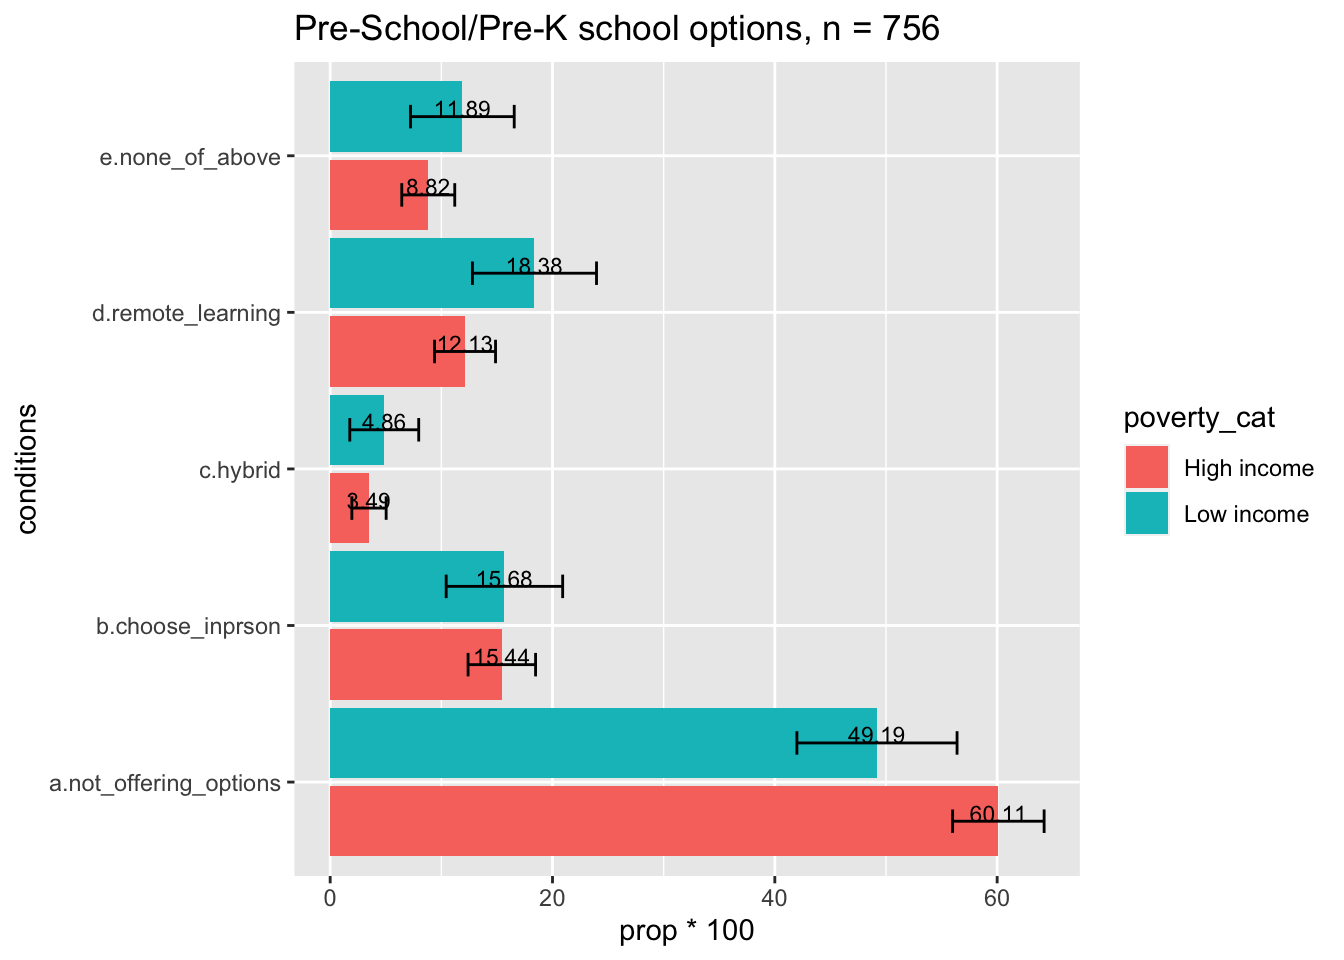 Pre-School/Pre-K school options, n = 756
conditions
e.none_of_above
11.89
8.82
d.remote_learning
18.38
12.13
c.hybrid
4.86
3.49
b.choose_inprson
15.68
15.44
a.not_offering_options
49.19
60.11
0 20 40 60
prop * 100
poverty_cat
High income
Low income